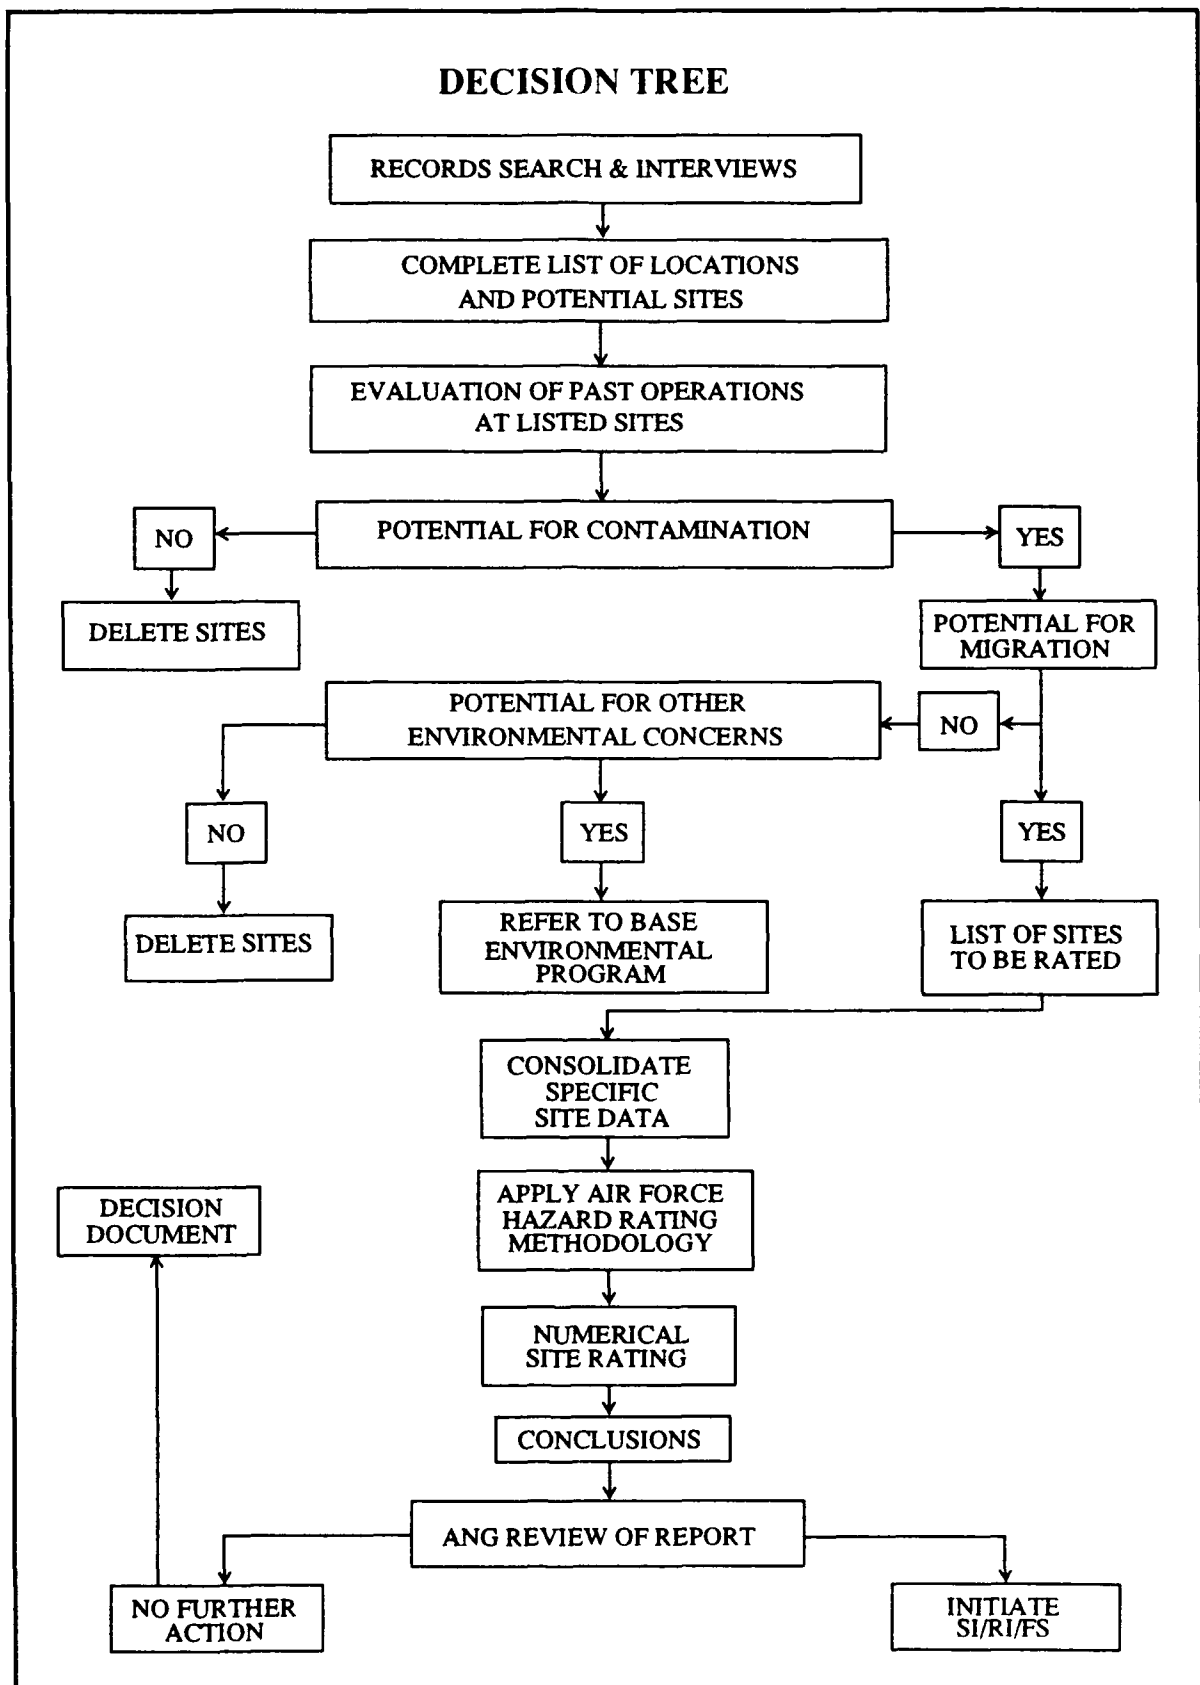 DECISION TREE
RECORDS SEARCH & INTERVIEWS
COMPLETE LIST OF LOCATIONS
AND POTENTIAL SITES
EVALUATION OF PAST OPERATIONS
AT LISTED SITES
NO
POTENTIAL FOR CONTAMINATION
YES
DELETE SITES
POTENTIAL FOR
MIGRATION
POTENTIAL FOR OTHER
ENVIRONMENTAL CONCERNS
NO
NO
YES
YES
DELETE SITES
REFER TO BASE
ENVIRONMENTAL
PROGRAM
LIST OF SITES
TO BE RATED
CONSOLIDATE
SPECIFIC
SITE DATA
DECISION
DOCUMENT
APPLY AIR FORCE
HAZARD RATING
METHODOLOGY
NUMERICAL
SITE RATING
CONCLUSIONS
ANG REVIEW OF REPORT
NO FURTHER
ACTION
INITIATE
SI/RI/FS